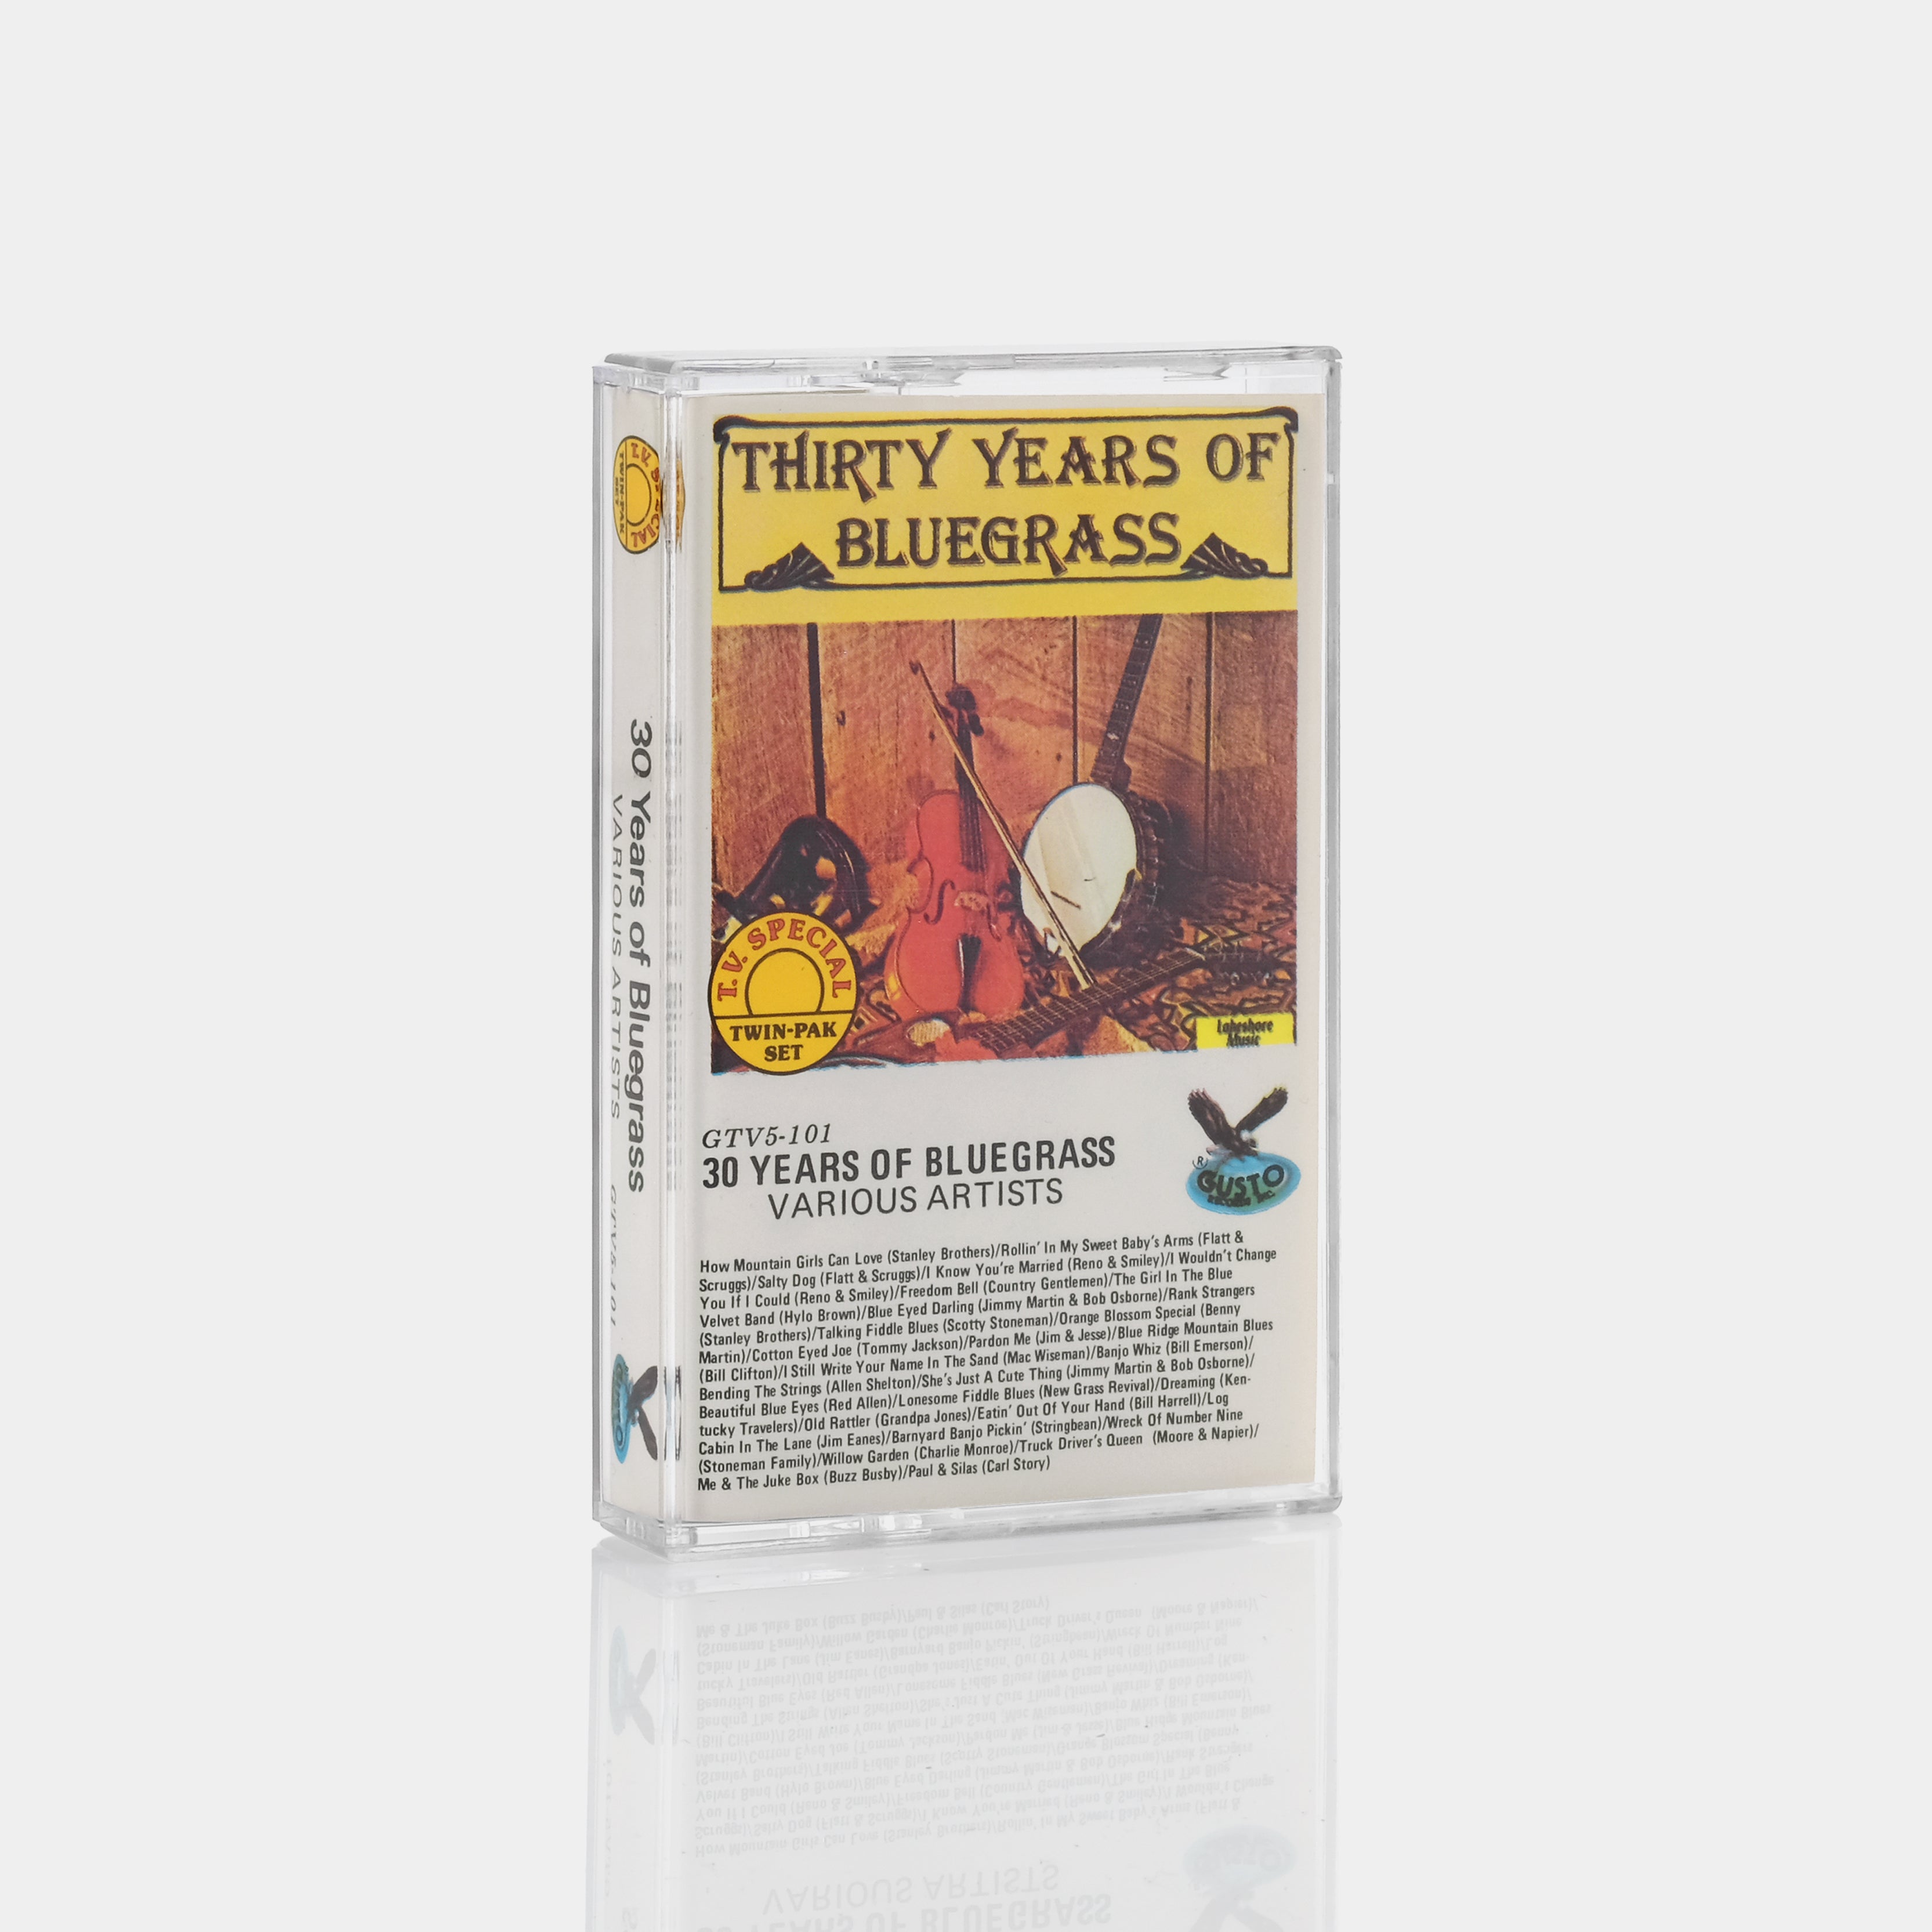 THIRTY YEARS OF
BLUEGRASS
T.V. SPECIAL
TWIN-PAK
SET
Lakeshore
Music
GTV5-101
30 YEARS OF BLUEGRASS
VARIOUS ARTISTS
®
GUSTO
RECORDS INC.
How Mountain Girls Can Love (Stanley Brothers)/Rollin' In My Sweet Baby's Arms (Flatt &
Scruggs)/Salty Dog (Flatt & Scruggs)/I Know You're Married (Reno & Smiley)/I Wouldn't Change
You If I Could (Reno & Smiley)/Freedom Bell (Country Gentlemen)/The Girl In The Blue
Velvet Band (Hylo Brown)/Blue Eyed Darling (Jimmy Martin & Bob Osborne)/Rank Strangers
(Stanley Brothers)/Talking Fiddle Blues (Scotty Stoneman)/Orange Blossom Special (Benny
Martin)/Cotton Eyed Joe (Tommy Jackson)/Pardon Me (Jim & Jesse)/Blue Ridge Mountain Blues
(Bill Clifton)/I Still Write Your Name In The Sand (Mac Wiseman)/Banjo Whiz (Bill Emerson)/
Bending The Strings (Allen Shelton)/She's Just A Cute Thing (Jimmy Martin & Bob Osborne)/
Beautiful Blue Eyes (Red Allen)/Lonesome Fiddle Blues (New Grass Revival)/Dreaming (Ken-
tucky Travelers)/Old Rattler (Grandpa Jones)/Eatin' Out Of Your Hand (Bill Harrell)/Log
Cabin In The Lane (Jim Eanes)/Barnyard Banjo Pickin' (Stringbean)/Wreck Of Number Nine
(Stoneman Family)/Willow Garden (Charlie Monroe)/Truck Driver's Queen (Moore & Napier)/
Me & The Juke Box (Buzz Busby)/Paul & Silas (Carl Story)
T.V. SPECIAL
TWIN-PAK
SET
30 Years of Bluegrass
VARIOUS ARTISTS
GTV5-101
GUSTO